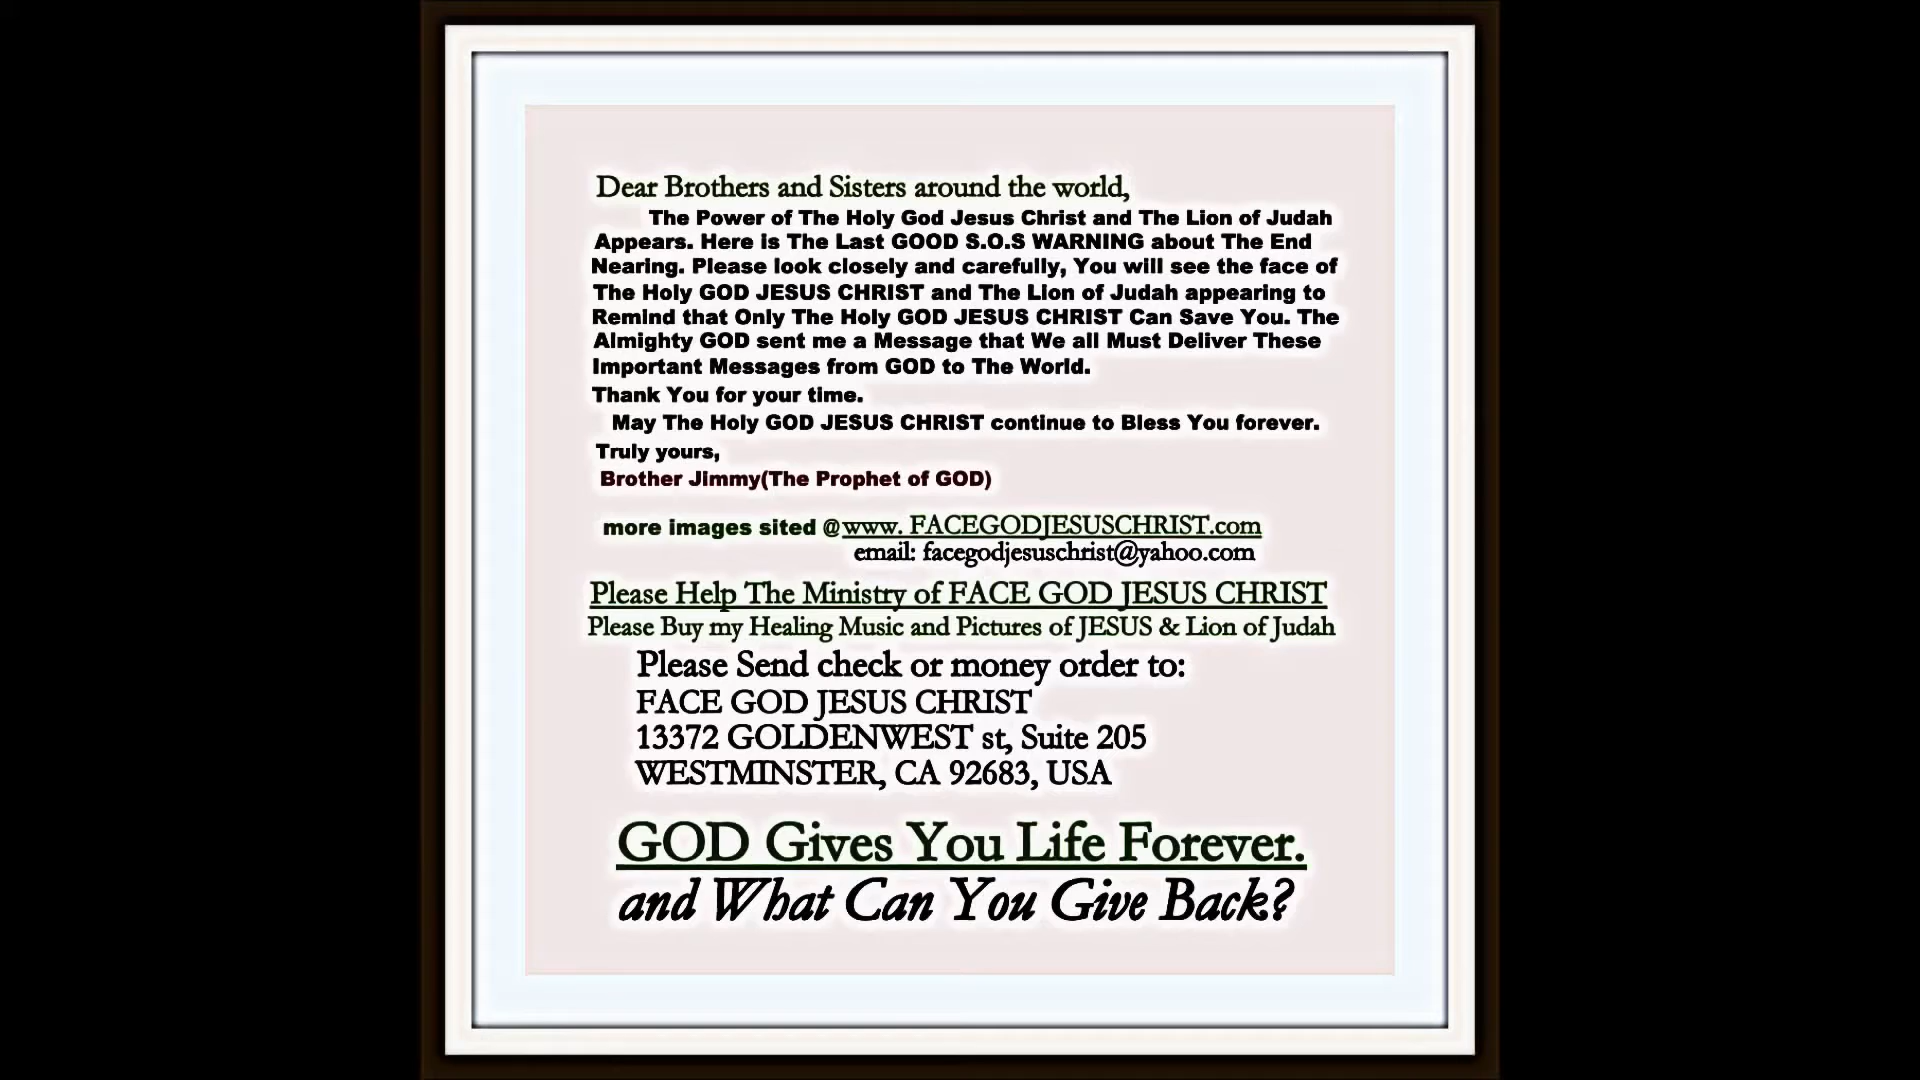 Dear Brothers and Sisters around the world,
The Power of The Holy God Jesus Christ and The Lion of Judah
Appears. Here is The Last GOOD S.O.S WARNING about The End
Nearing. Please look closely and carefully, You will see the face of
The Holy GOD JESUS CHRIST and The Lion of Judah appearing to
Remind that Only The Holy GOD JESUS CHRIST Can Save You. The
Almighty GOD sent me a Message that We all Must Deliver These
Important Messages from GOD to The World.
Thank You for your time.
May The Holy GOD JESUS CHRIST continue to Bless You forever.
Truly yours,
Brother Jimmy(The Prophet of GOD)
more images sited @www. FACEGODJESUSCHRIST.com
email: facegodjesuschrist@yahoo.com
Please Help The Ministry of FACE GOD JESUS CHRIST
Please Buy my Healing Music and Pictures of JESUS & Lion of Judah
Please Send check or money order to:
FACE GOD JESUS CHRIST
13372 GOLDENWEST st, Suite 205
WESTMINSTER, CA 92683, USA
GOD Gives You Life Forever.
and What Can You Give Back?